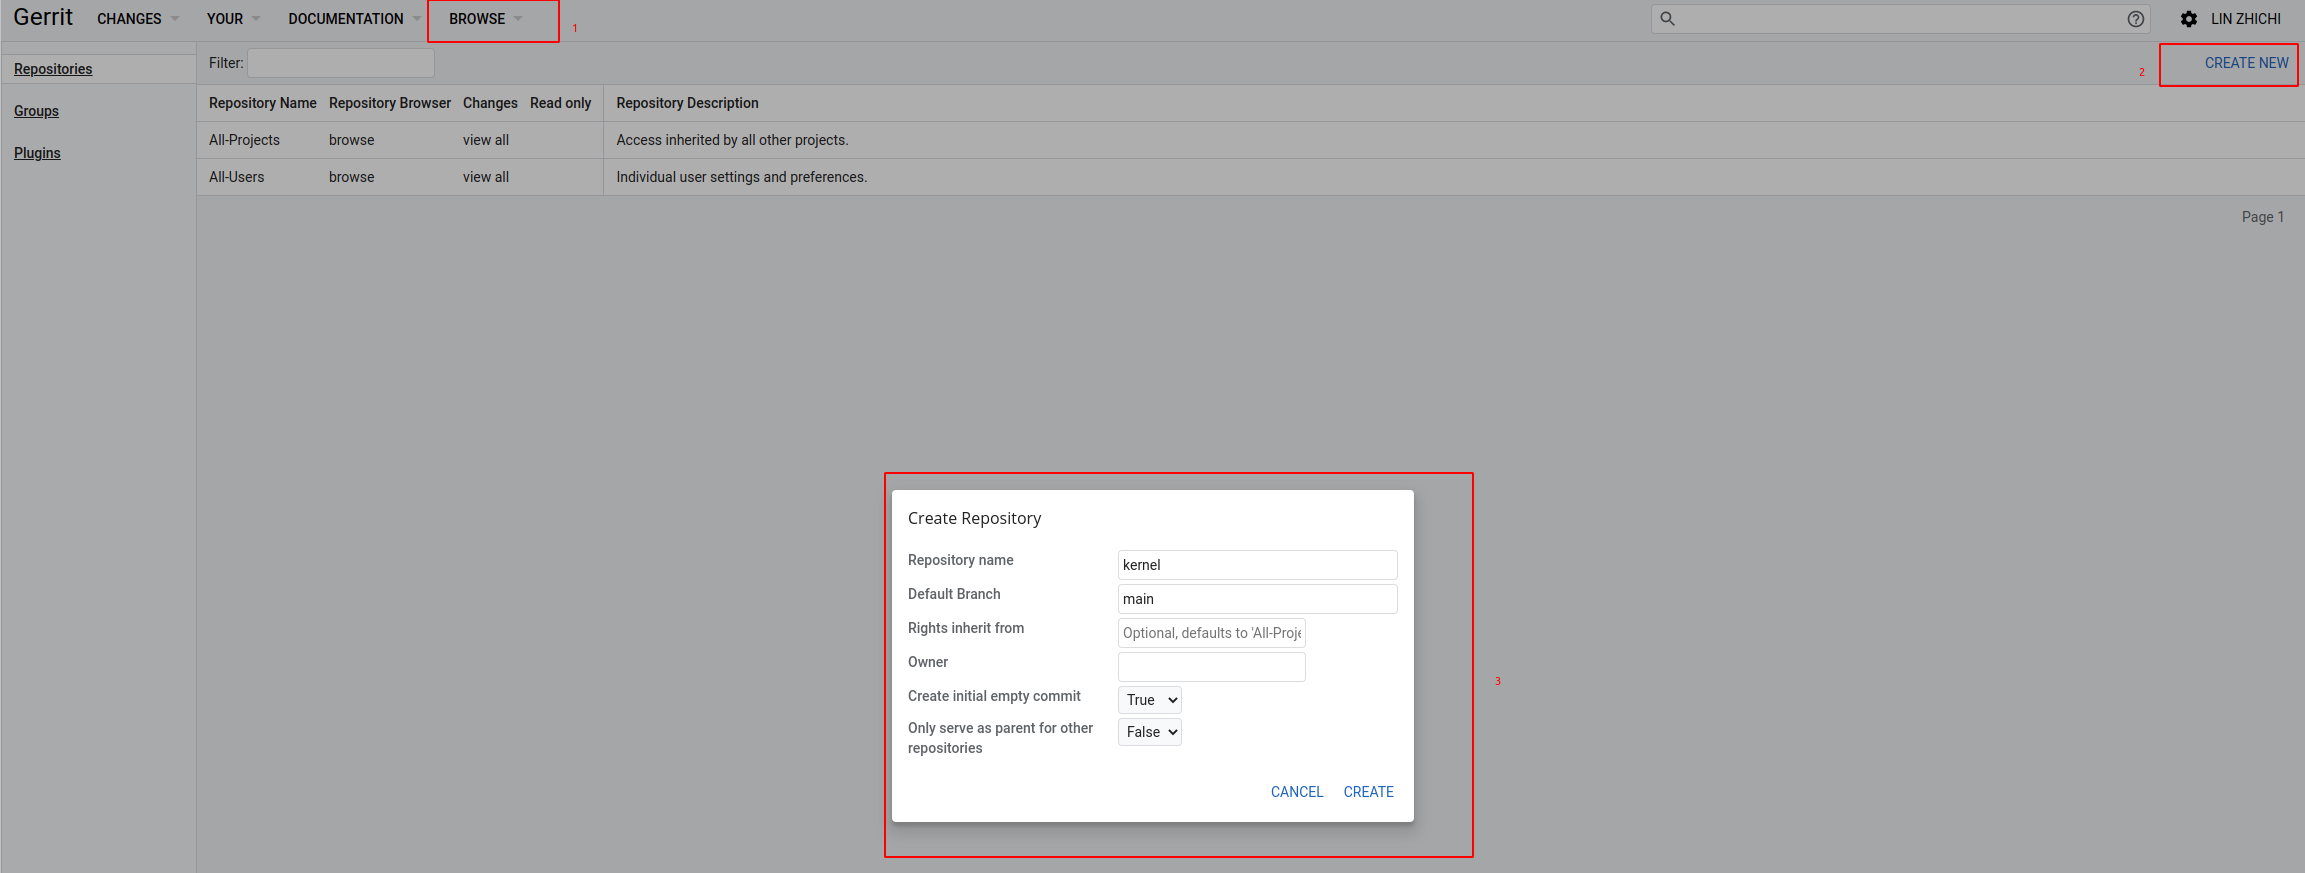 Gerrit CHANGES YOUR DOCUMENTATION BROWSE 1 LIN ZHICHI
Repositories
Groups
Plugins
Filter: 2 CREATE NEW
Repository Name Repository Browser Changes Read only Repository Description
All-Projects browse view all Access inherited by all other projects.
All-Users browse view all Individual user settings and preferences.
Page 1
Create Repository
Repository name kernel
Default Branch main
Rights inherit from Optional, defaults to 'All-Proje
Owner
Create initial empty commit True
Only serve as parent for other False
repositories
CANCEL CREATE
3